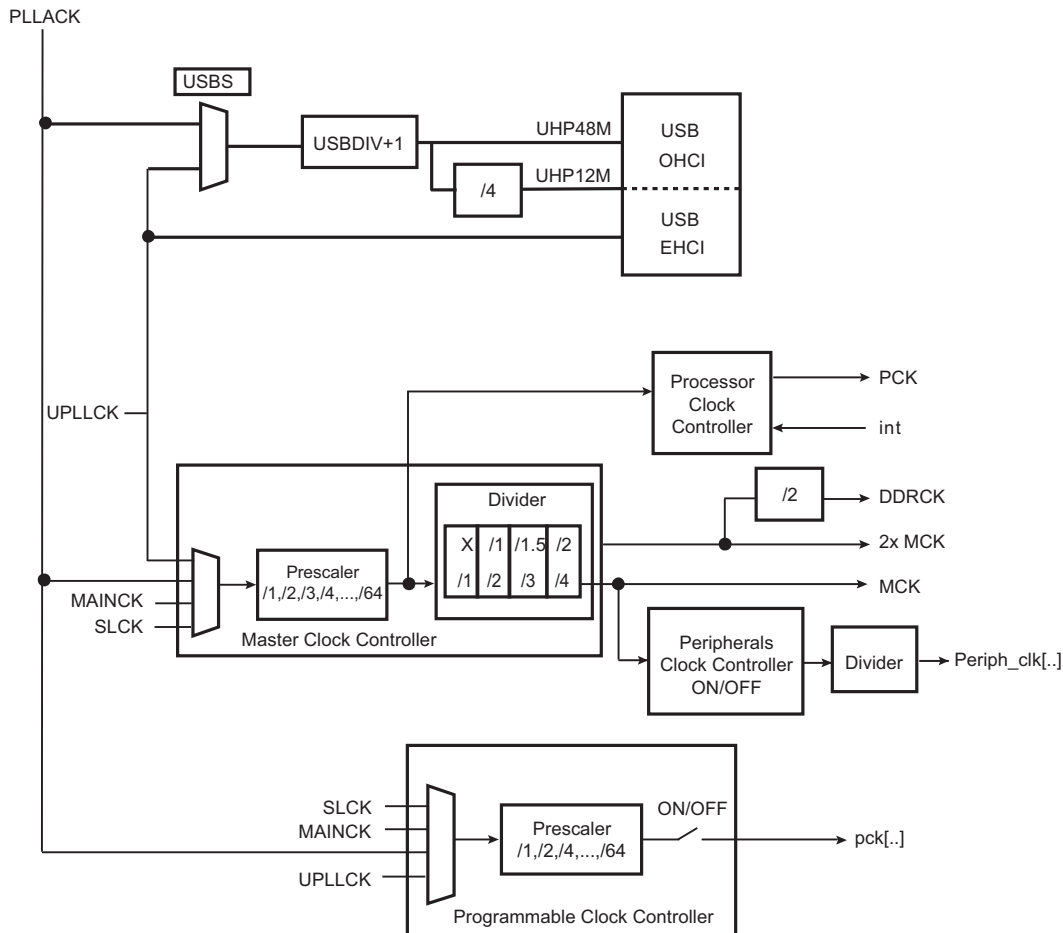 PLLACK
USBS
USBDIV+1
UHP48M
USB
OHCI
/4
UHP12M
USB
EHCI
UPLLCK
Processor
Clock
Controller
PCK
int
/2
DDRCK
Divider
X /1 /1.5 /2
/1 /2 /3 /4
2x MCK
MCK
Prescaler
/1,/2,/3,/4,...,/64
MAINCK
SLCK
Master Clock Controller
Peripherals
Clock Controller
ON/OFF
Divider
Periph_clk[..]
SLCK
MAINCK
UPLLCK
Prescaler
/1,/2,/4,...,/64
ON/OFF
pck[..]
Programmable Clock Controller